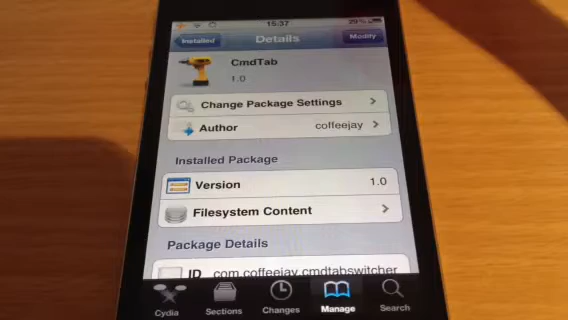 15:37 29%
Installed Details Modify
CmdTab
1.0
Change Package Settings
Author coffeejay
Installed Package
Version 1.0
Filesystem Content
Package Details
ID com.coffeejay.cmdtabswitcher
Cydia Sections Changes Manage Search